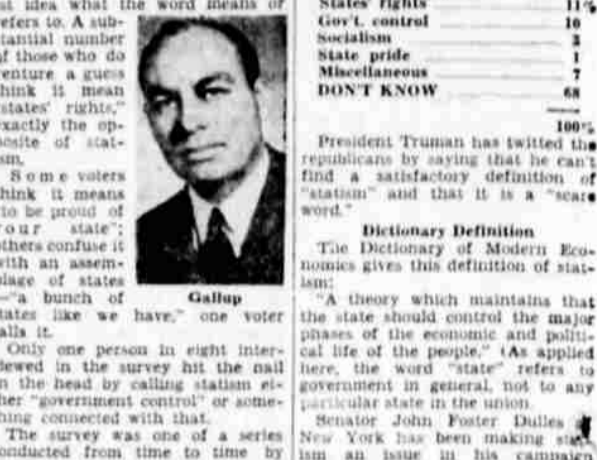 idea what the word means or
refers to. A sub-
stantial number
of those who do
venture a guess
think it mean
"states' rights,"
exactly the op-
posite of stat-
ism.
Some voters
think it means
"to be proud of
your state";
others confuse it
with an assem-
blage of states
—"a bunch of
states like we have," one voter
calls it.
Gallup
Only one person in eight inter-
viewed in the survey hit the nail
on the head by calling statism ei-
ther "government control" or some-
thing connected with that.
The survey was one of a series
conducted from time to time by
States' rights 11%
Gov't. control 10
Socialism 3
State pride 1
Miscellaneous 7
DON'T KNOW 68
100%
President Truman has twitted the
republicans by saying that he can't
find a satisfactory definition of
"statism" and that it is a "scare
word."
Dictionary Definition
The Dictionary of Modern Eco-
nomics gives this definition of stat-
ism:
"A theory which maintains that
the state should control the major
phases of the economic and politi-
cal life of the people." (As applied
here, the word "state" refers to
government in general, not to any
particular state in the union.
Senator John Foster Dulles
New York has been making stat-
ism an issue in his campaign